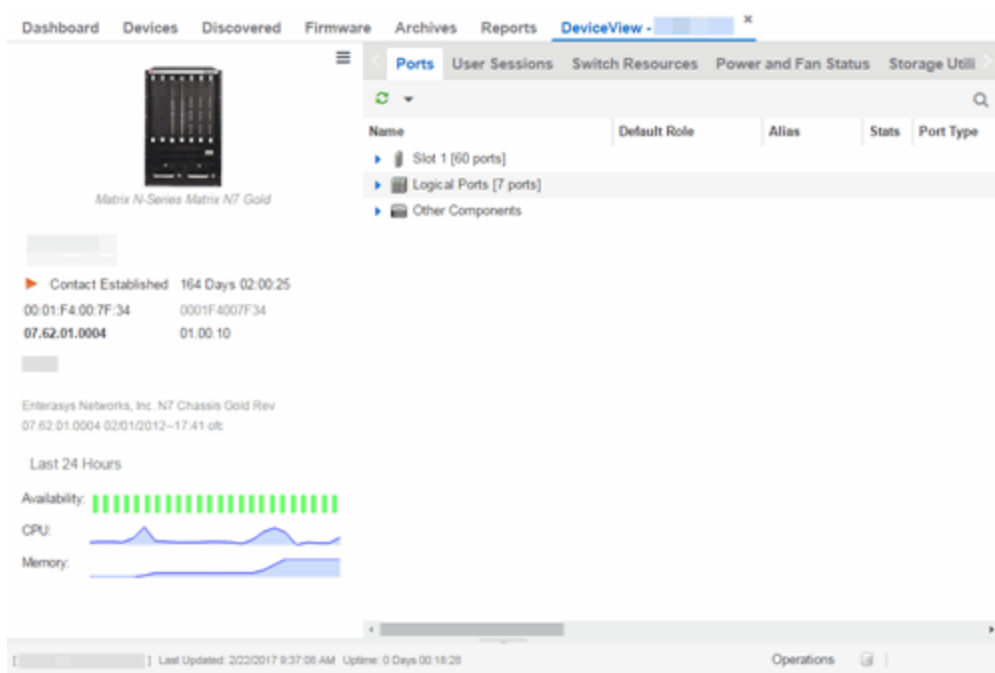 Dashboard Devices Discovered Firmware Archives Reports DeviceView -
Ports User Sessions Switch Resources Power and Fan Status Storage Utili
Name Default Role Alias Stats Port Type
Slot 1 [60 ports]
Logical Ports [7 ports]
Other Components
Matrix N-Series Matrix N7 Gold
Contact Established 164 Days 02:00:25
00:01:F4:00:7F:34 0001F4007F34
07.62.01.0004 01.00.10
Enterasys Networks, Inc. N7 Chassis Gold Rev
07.62.01.0004 02/01/2012--17:41 ofc
Last 24 Hours
Availability:
CPU:
Memory:
[ ] Last Updated: 2/22/2017 9:37:06 AM Uptime: 0 Days 00:18:26 Operations